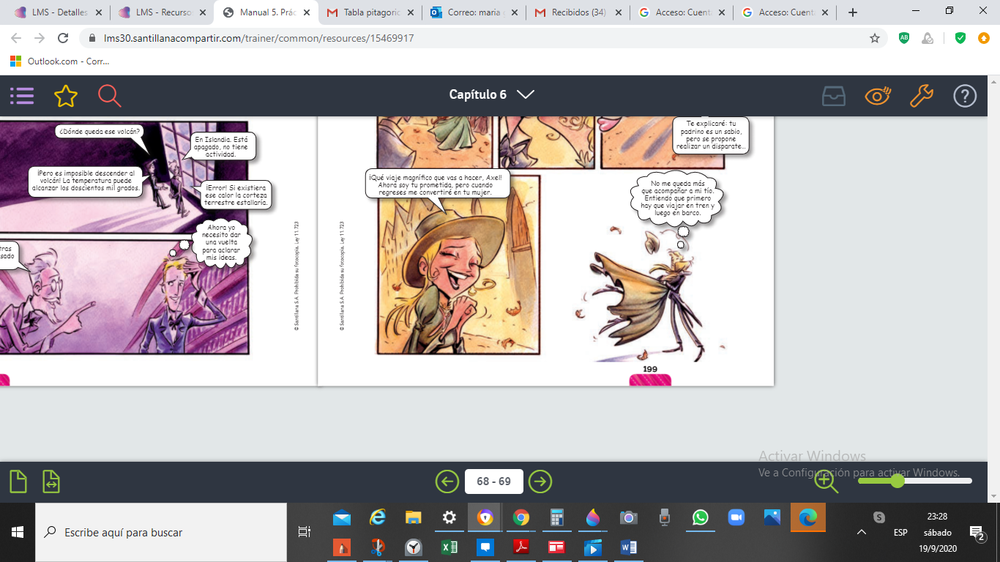 LMS - Detalles
LMS - Recurso
Manual 5. Prác
Tabla pitagoric
Correo: maria
Recibidos (34)
Acceso: Cuent
Acceso: Cuent
lms30.santillanacompartir.com/trainer/common/resources/15469917
Outlook.com - Corr...
Capítulo 6
¿Dónde queda ese volcán?
En Islandia. Está
apagado, no tiene
actividad.
¡Pero es imposible descender al
volcán! La temperatura puede
alcanzar los doscientos mil grados.
¡Error! Si existiera
ese calor la corteza
terrestre estallaría.
Ahora yo
necesito dar
una vuelta
para aclarar
mis ideas.
© Santillana S.A. Prohibida su fotocopia. Ley 11.723
© Santillana S.A. Prohibida su fotocopia. Ley 11.723
Te explicaré: tu
padrino es un sabio,
pero se propone
realizar un disparate...
¡Qué viaje magnífico que vas a hacer, Axel!
Ahora soy tu prometida, pero cuando
regreses me convertiré en tu mujer.
No me queda más
que acompañar a mi tío.
Entiendo que primero
hay que viajar en tren y
luego en barco.
199
Activar Windows
Ve a Configuración para activar Windows.
68 - 69
Escribe aquí para buscar
ESP
23:28
sábado
19/9/2020
2